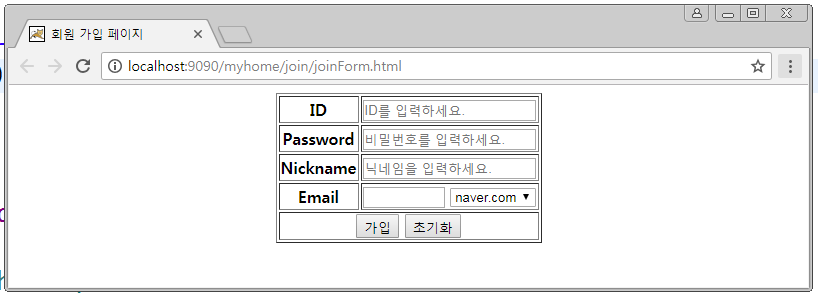 회원 가입 페이지
localhost:9090/myhome/join/joinForm.html
ID ID를 입력하세요.
Password 비밀번호를 입력하세요.
Nickname 닉네임을 입력하세요.
Email naver.com
가입 초기화